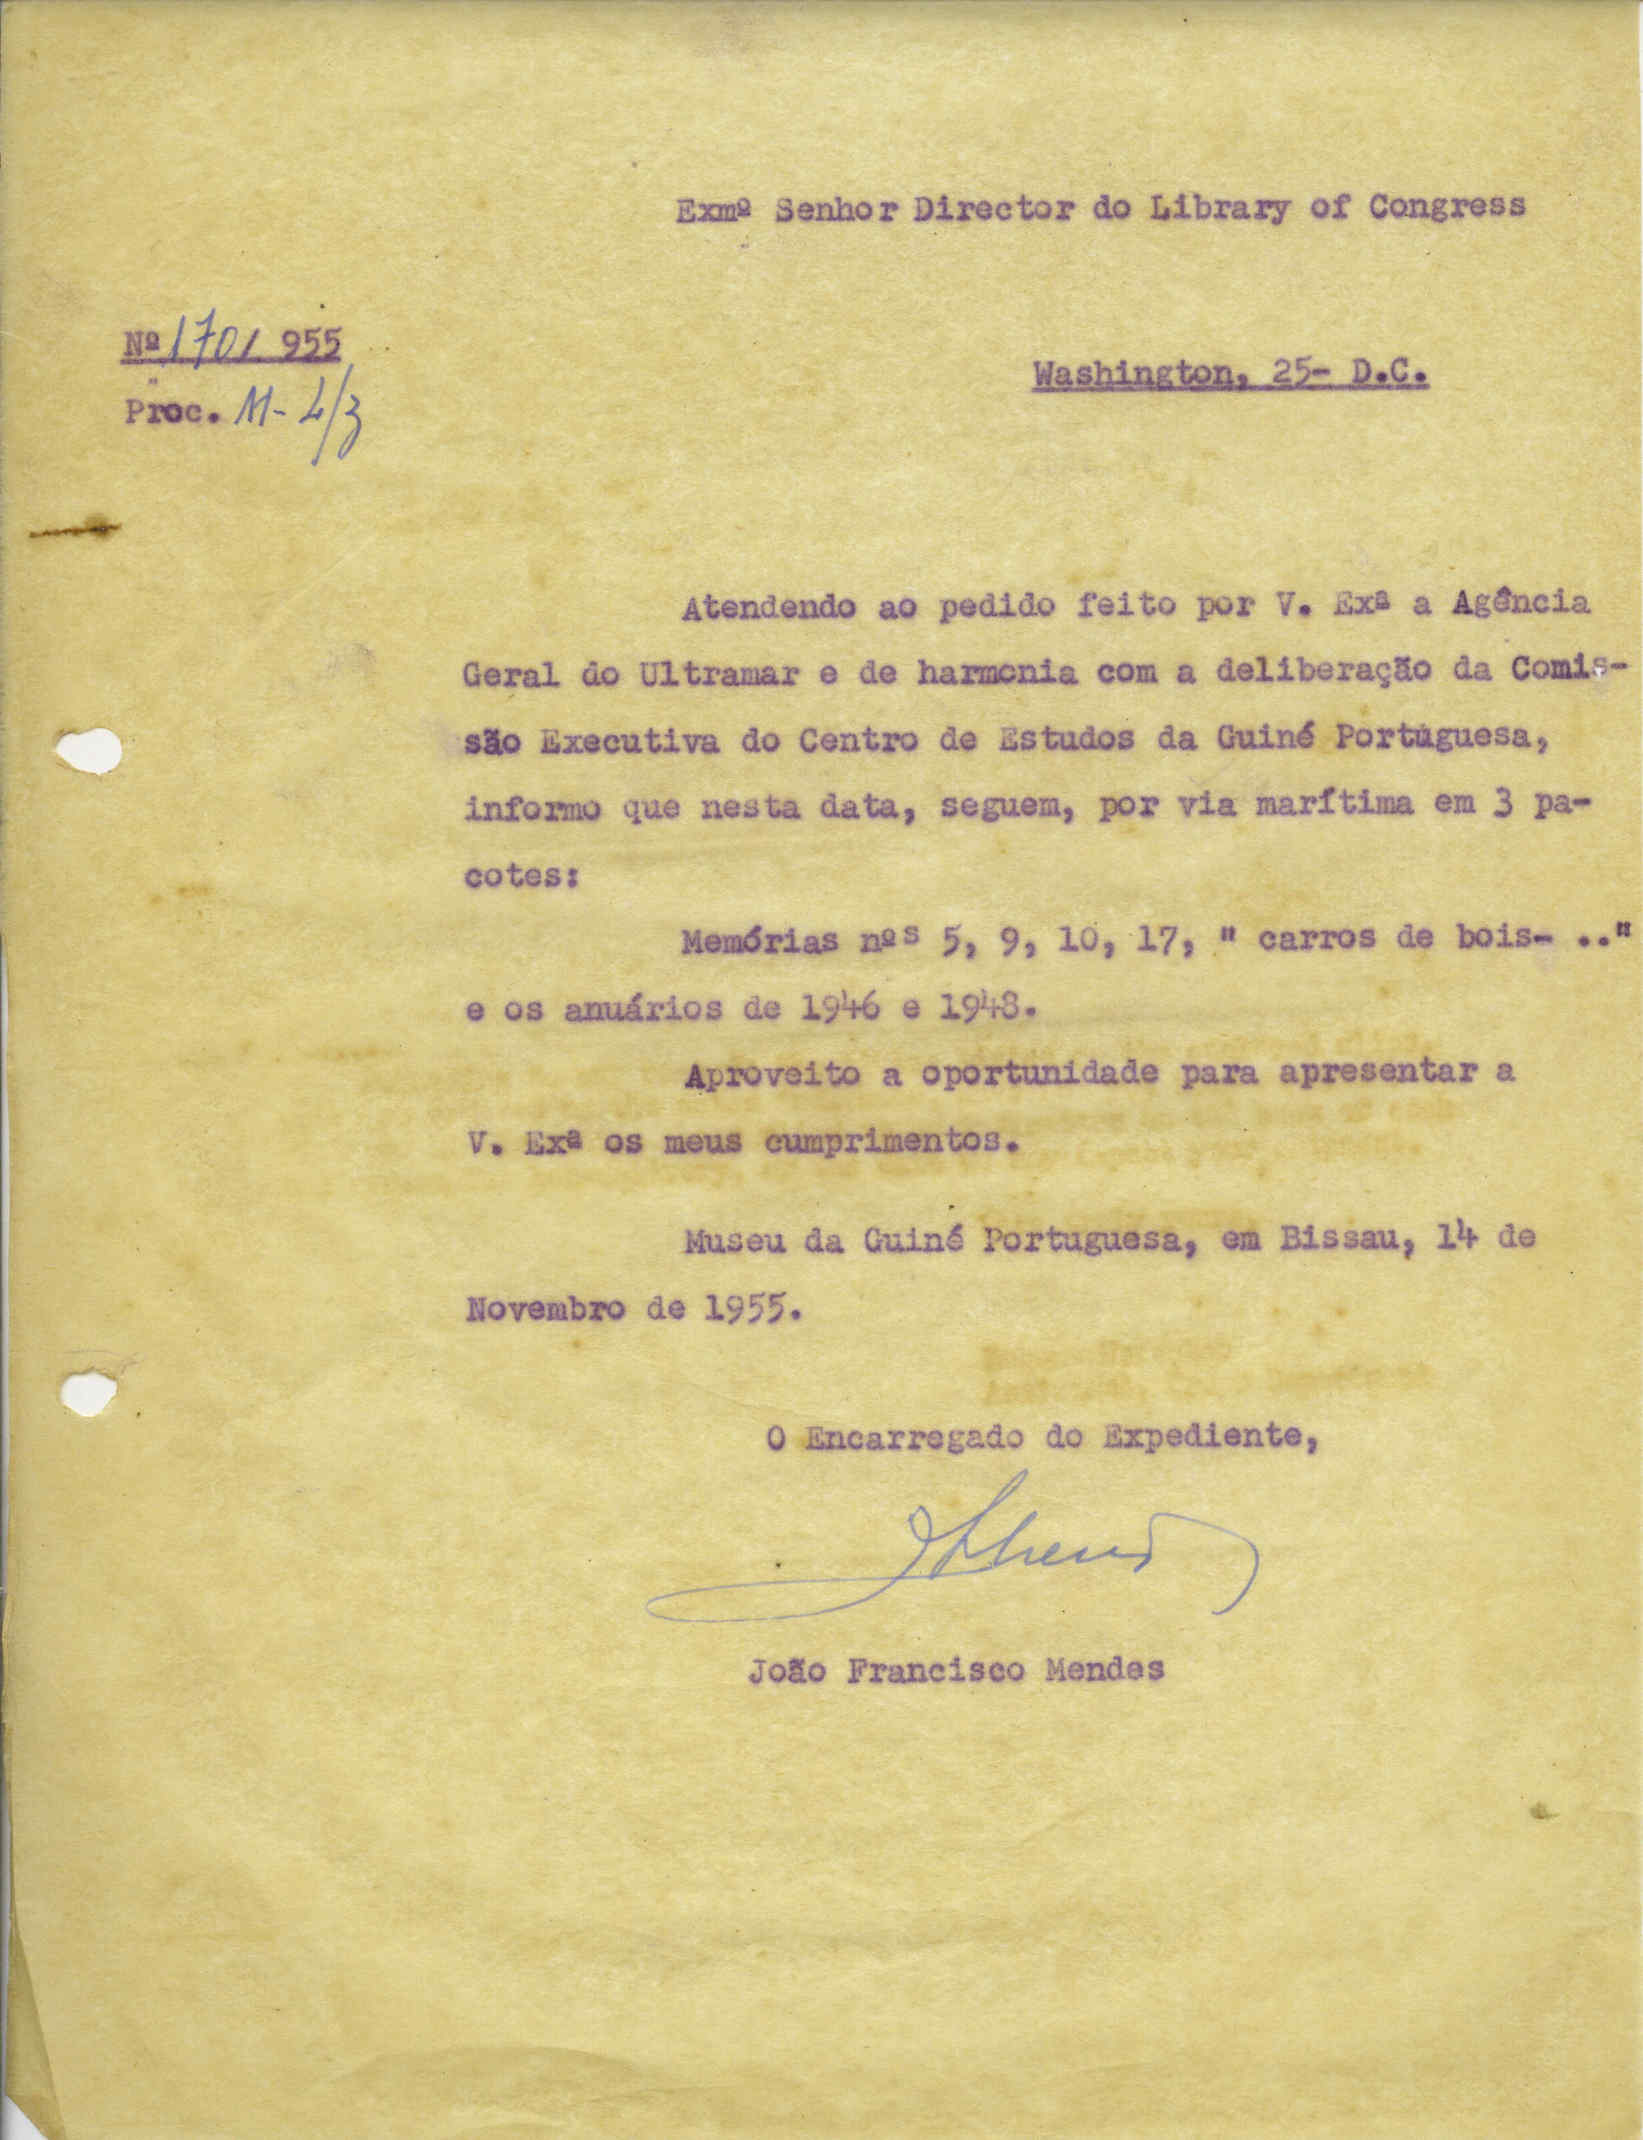 Exmº Senhor Director do Library of Congress
Nº 170/ 955
Washington, 25- D.C.
Proc. M- L/3
Atendendo ao pedido feito por V. Exª a Agência
Geral do Ultramar e de harmonia com a deliberação da Comis-
são Executiva do Centro de Estudos da Guiné Portuguesa,
informo que nesta data, seguem, por via marítima em 3 pa-
cotes:
Memórias nºs 5, 9, 10, 17, " carros de bois- .."
e os anuários de 1946 e 1948.
Aproveito a oportunidade para apresentar a
V. Exª os meus cumprimentos.
Museu da Guiné Portuguesa, em Bissau, 14 de
Novembro de 1955.
O Encarregado do Expediente,
João Francisco Mendes